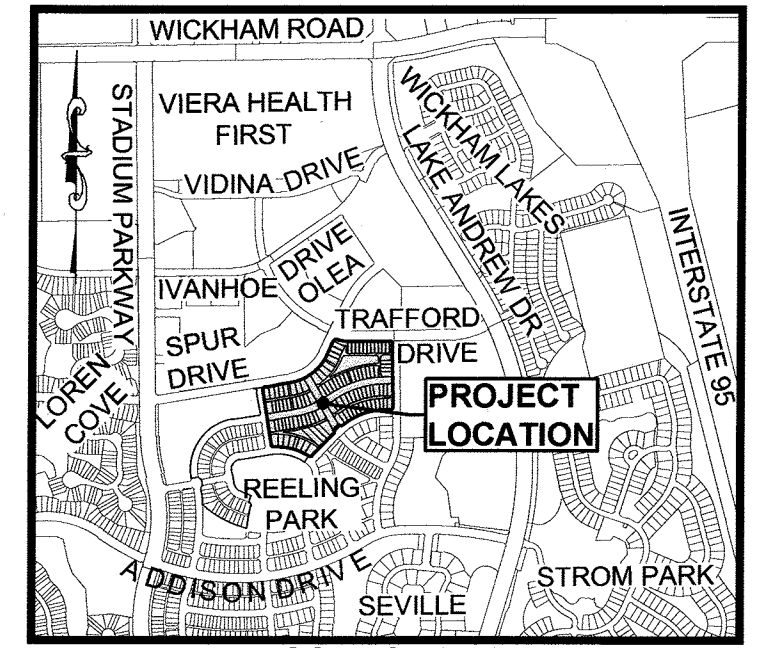 WICKHAM ROAD
STADIUM PARKWAY
VIERA HEALTH
FIRST
WICKHAM LAKES
LAKE ANDREW DR
VIDINA DRIVE
INTERSTATE 95
DRIVE
OLEA
IVANHOE
TRAFFORD
DRIVE
SPUR
DRIVE
LOREN
COVE
PROJECT
LOCATION
REELING
PARK
ADDISON DRIVE
STROM PARK
SEVILLE